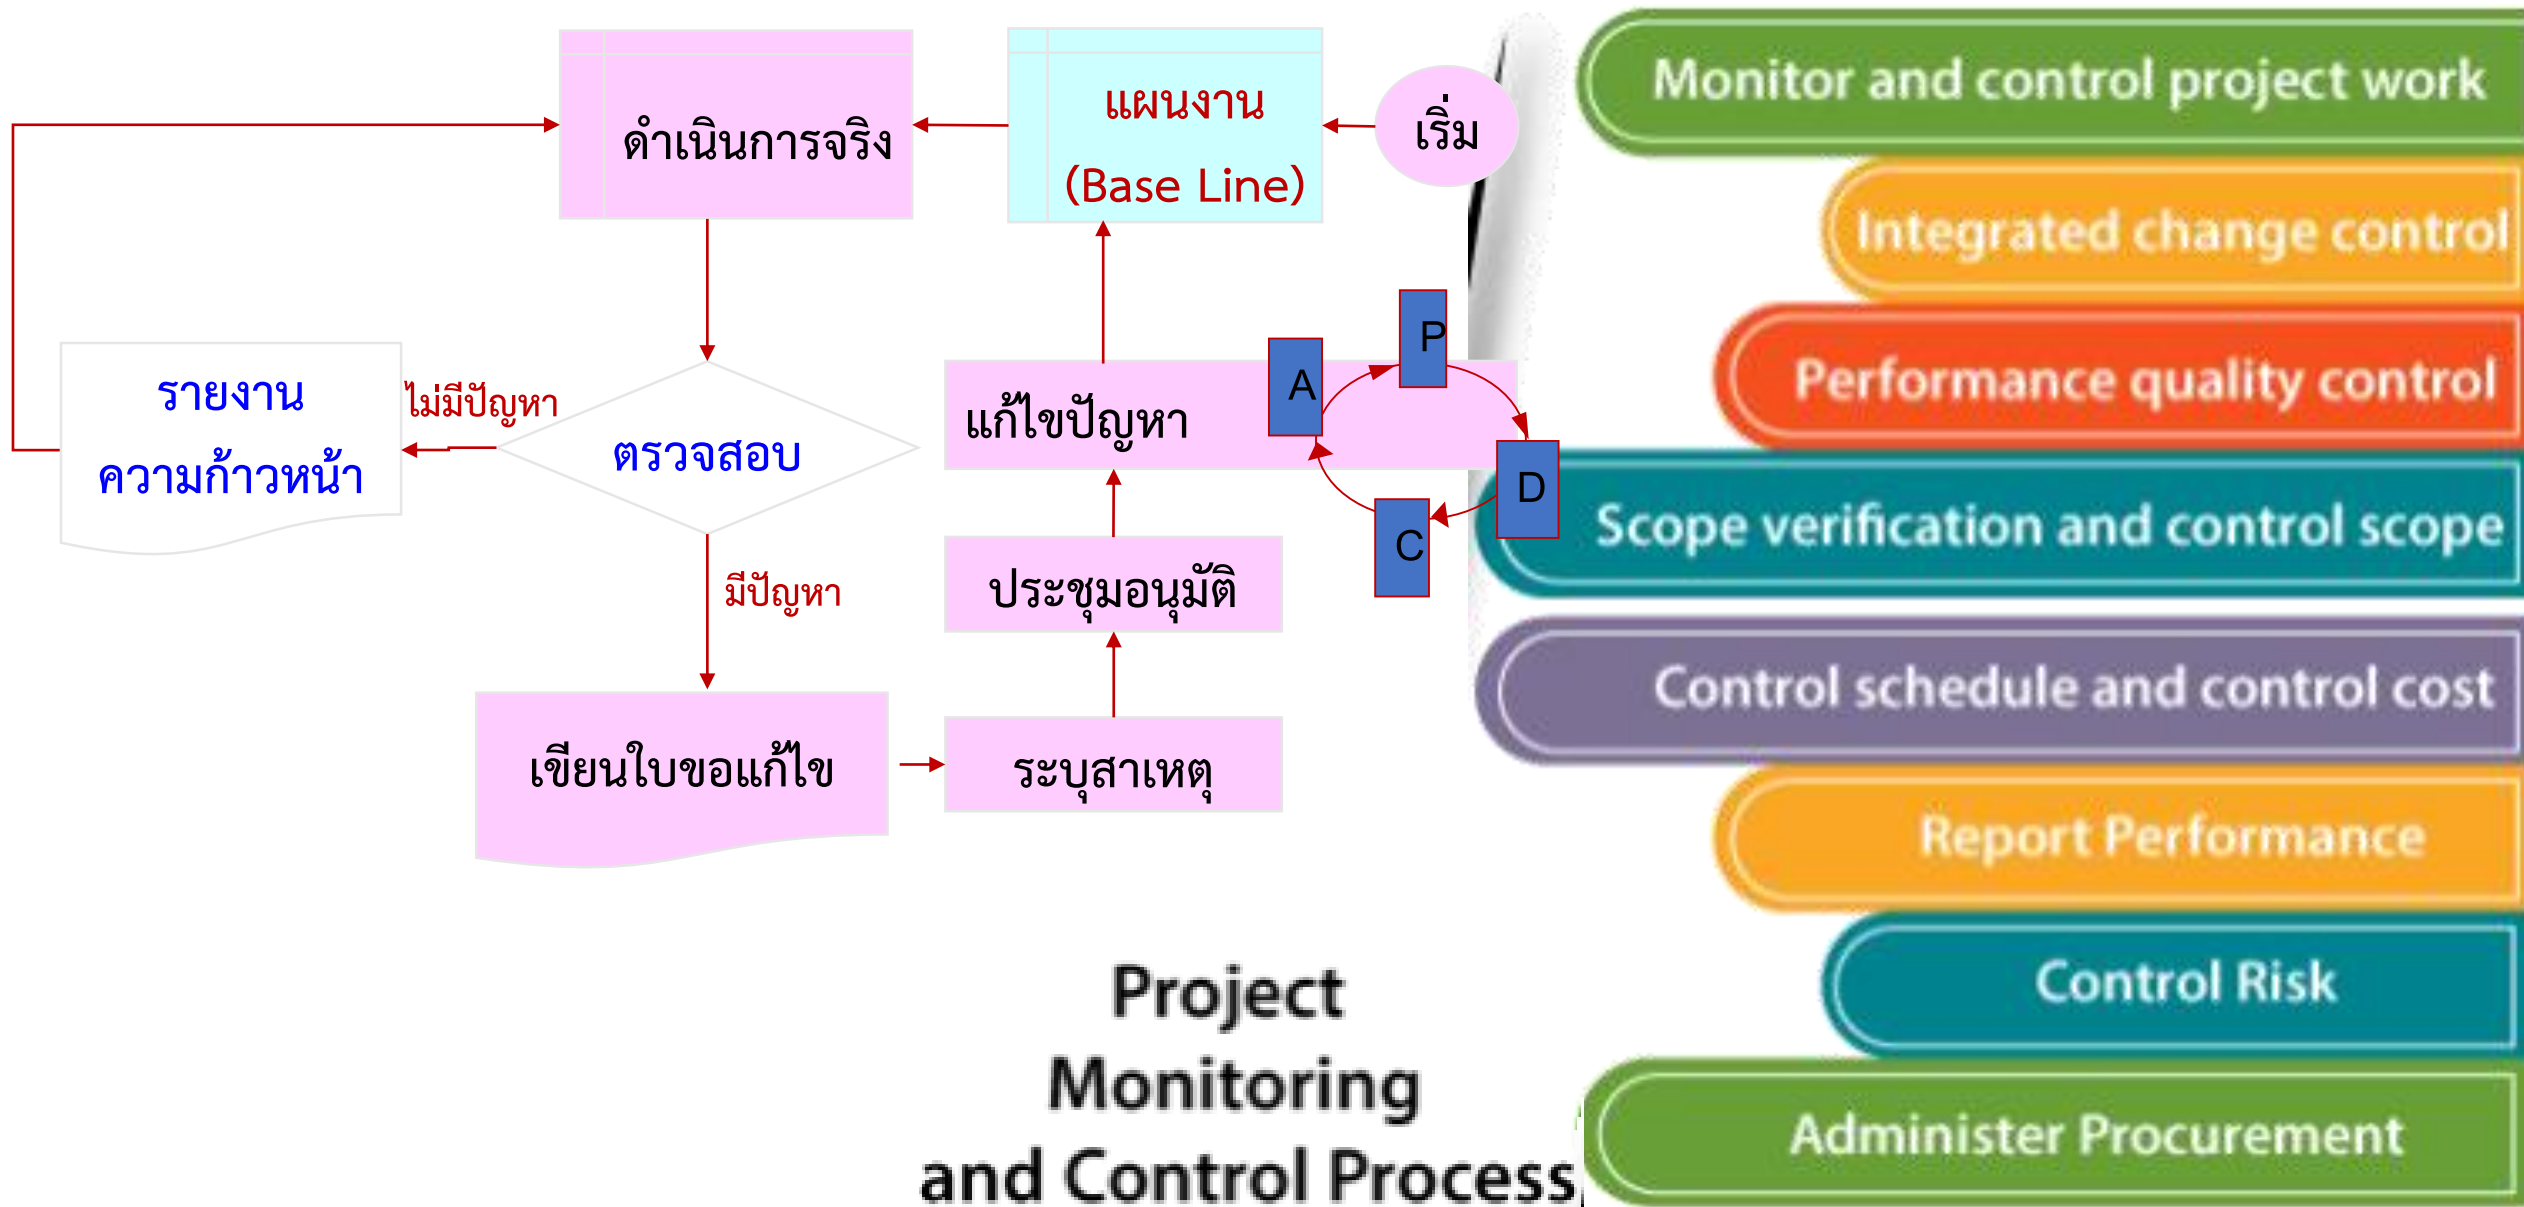 เริ่ม
แผนงาน
(Base Line)
ดำเนินการจริง
ตรวจสอบ
ไม่มีปัญหา
รายงาน
ความก้าวหน้า
มีปัญหา
เขียนใบขอแก้ไข
ระบุสาเหตุ
ประชุมอนุมัติ
แก้ไขปัญหา
P
D
C
A
Project
Monitoring
and Control Process
Monitor and control project work
Integrated change control
Performance quality control
Scope verification and control scope
Control schedule and control cost
Report Performance
Control Risk
Administer Procurement